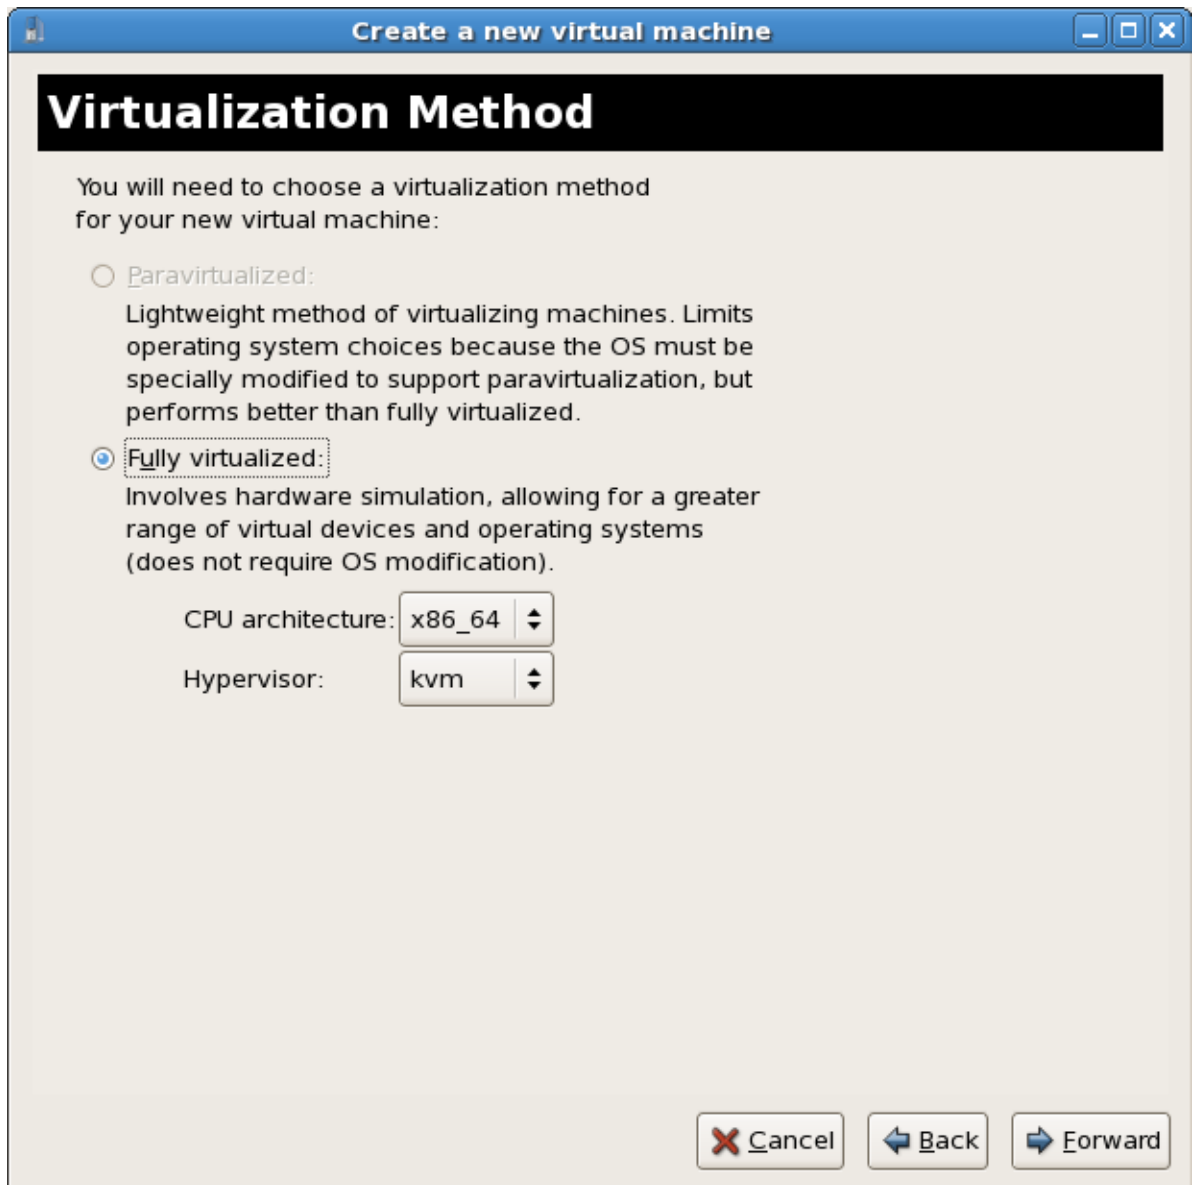 Create a new virtual machine
Virtualization Method
You will need to choose a virtualization method
for your new virtual machine:
Paravirtualized:
Lightweight method of virtualizing machines. Limits
operating system choices because the OS must be
specially modified to support paravirtualization, but
performs better than fully virtualized.
Fully virtualized:
Involves hardware simulation, allowing for a greater
range of virtual devices and operating systems
(does not require OS modification).
CPU architecture: x86_64
Hypervisor: kvm
Cancel Back Forward